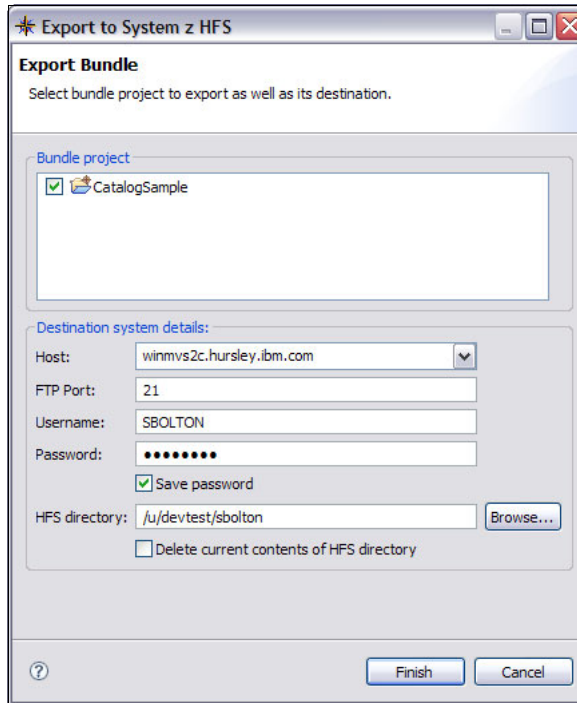 Export to System z HFS
Export Bundle
Select bundle project to export as well as its destination.
Bundle project
CatalogSample
Destination system details:
Host: winmvs2c.hursley.ibm.com
FTP Port: 21
Username: SBOLTON
Password: ••••••••
Save password
HFS directory: /u/devtest/sbolton Browse...
Delete current contents of HFS directory
? Finish Cancel